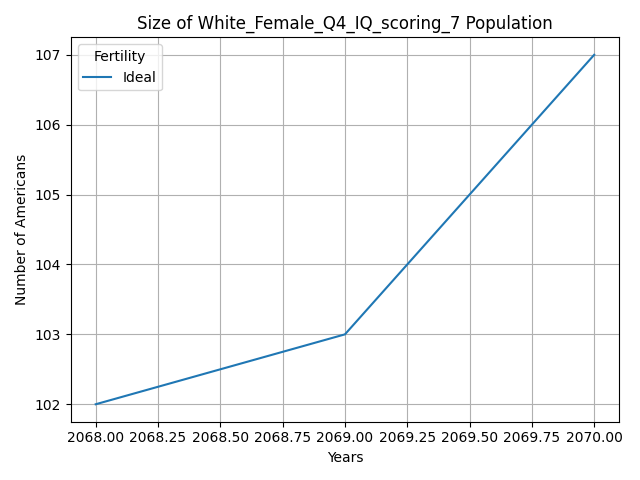 Size of White_Female_Q4_IQ_scoring_7 Population
Fertility
Ideal
Number of Americans
107
106
105
104
103
102
2068.00 2068.25 2068.50 2068.75 2069.00 2069.25 2069.50 2069.75 2070.00
Years